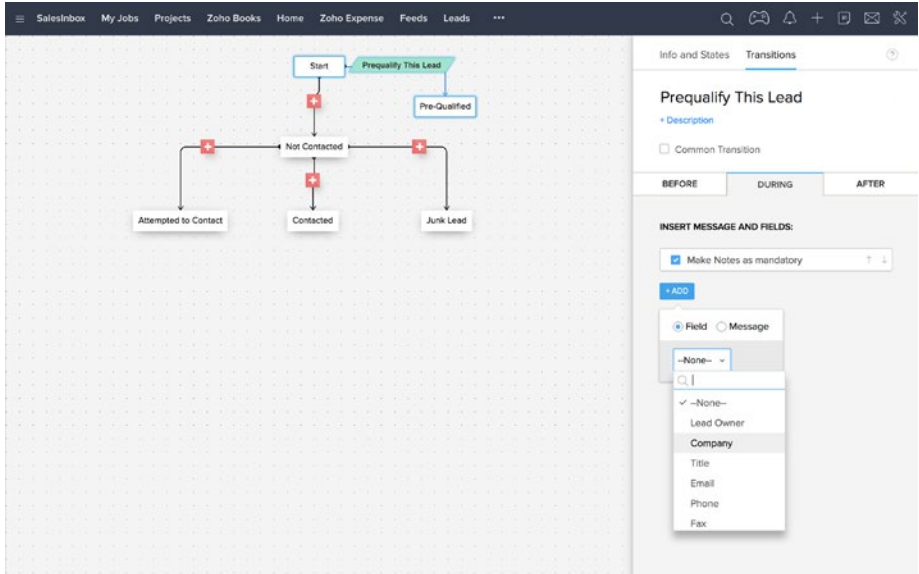 SalesInbox My Jobs Projects Zoho Books Home Zoho Expense Feeds Leads •••
Start
Prequalify This Lead
Pre-Qualified
Not Contacted
Attempted to Contact
Contacted
Junk Lead
Info and States Transitions ?
Prequalify This Lead
+ Description
Common Transition
BEFORE DURING AFTER
INSERT MESSAGE AND FIELDS:
Make Notes as mandatory
+ ADD
Field Message
--None--
--None--
Lead Owner
Company
Title
Email
Phone
Fax